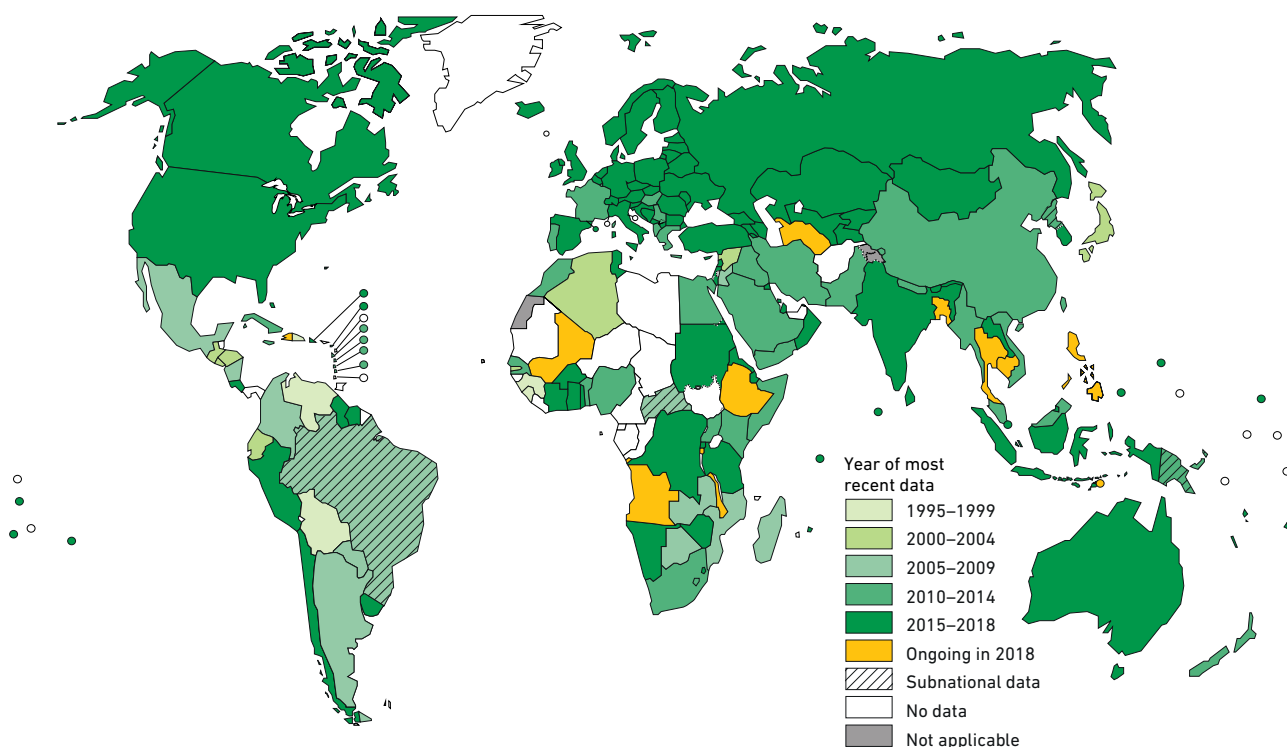 Year of most
recent data
1995–1999
2000–2004
2005–2009
2010–2014
2015–2018
Ongoing in 2018
Subnational data
No data
Not applicable